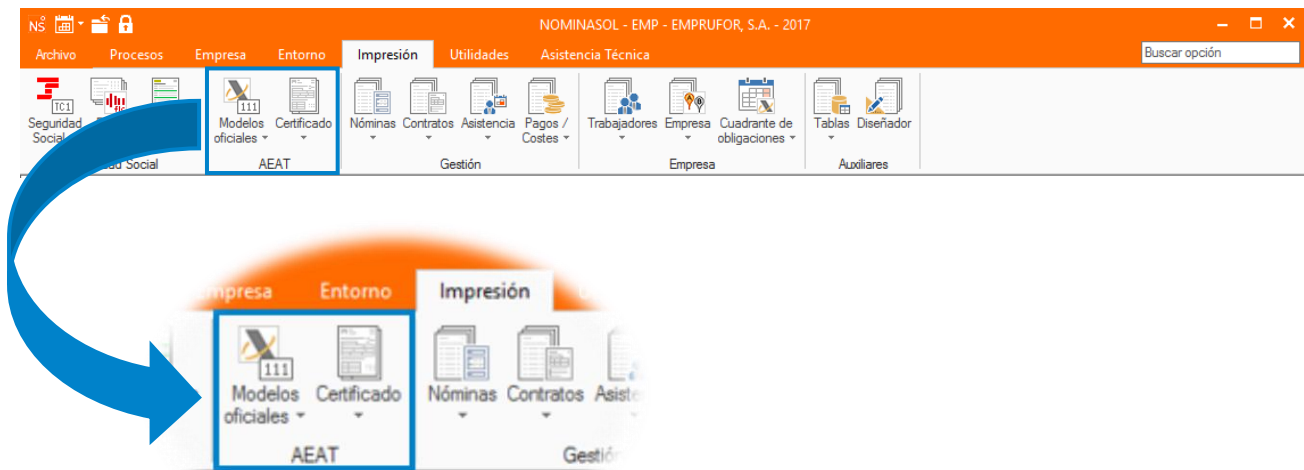 NS
NOMINASOL - EMP - EMPRUFOR, S.A. - 2017
Archivo Procesos Empresa Entorno Impresión Utilidades Asistencia Técnica Buscar opción
TC1 111
Seguridad Modelos Certificado Nóminas Contratos Asistencia Pagos / Trabajadores Empresa Cuadrante de Tablas Diseñador
Social oficiales Costes obligaciones
Social AEAT Gestión Empresa Auxiliares
Entorno Impresión
111
Modelos Certificado Nóminas Contratos
oficiales
AEAT